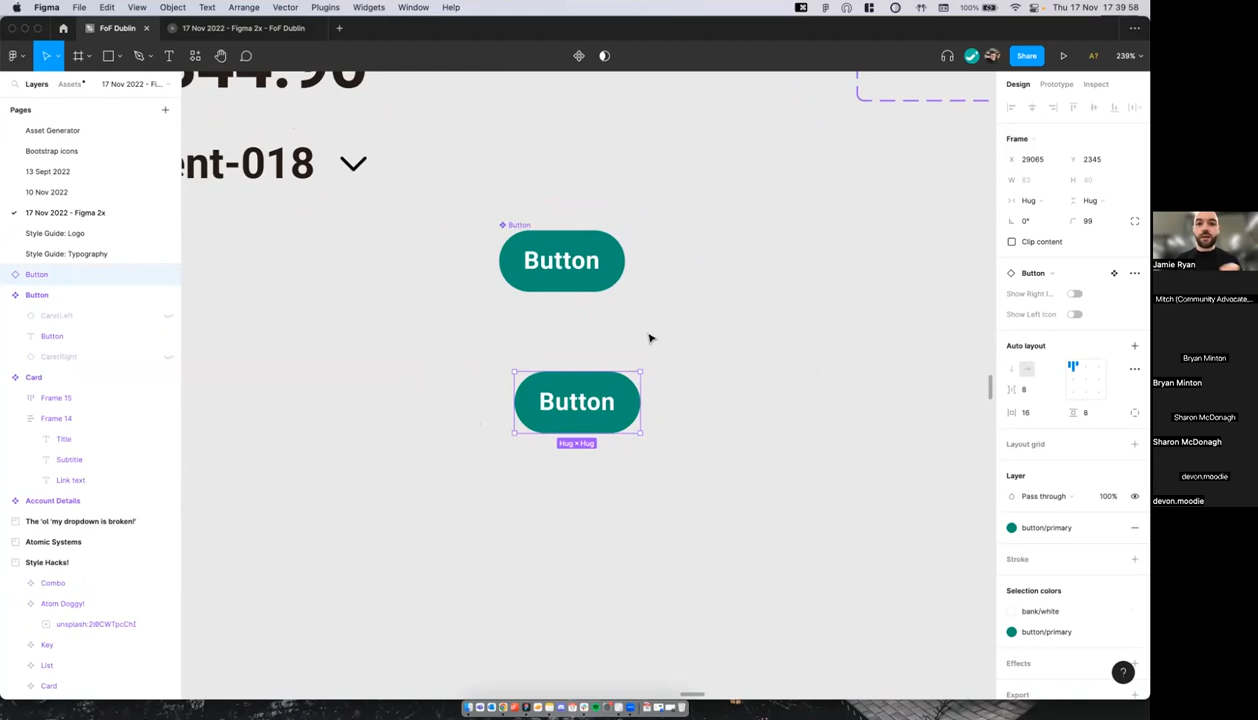 Figma File Edit View Object Text Arrange Vector Plugins Widgets Window Help
100% Thu 17 Nov 17 39 58
FoF Dublin 17 Nov 2022 - Figma 2x - FoF Dublin
Share A? 239%
Layers Assets 17 Nov 2022 - Fi...
Pages
Asset Generator
Bootstrap icons
13 Sept 2022
10 Nov 2022
17 Nov 2022 - Figma 2x
Style Guide: Logo
Style Guide: Typography
Button
Button
CaretLeft
Button
CaretRight
Card
Frame 15
Frame 14
Title
Subtitle
Link text
Account Details
The 'ol 'my dropdown is broken!'
Atomic Systems
Style Hacks!
Combo
Atom Doggy!
Key
List
Card
ent-018
Button
Button
Button
Hug × Hug
Design Prototype Inspect
Frame
X 29065 Y 2345
W 82 H 40
Hug Hug
0° 99
Clip content
Button
Show Right I...
Show Left Icon
Auto layout
8
16 8
Layout grid
Layer
Pass through 100%
button/primary
Stroke
Selection colors
bank/white
button/primary
Effects
Export
?
Jamie Ryan
Mitch (Community Advocate,...
Bryan Minton
Bryan Minton
Sharon McDonagh
Sharon McDonagh
devon.moodie
devon.moodie